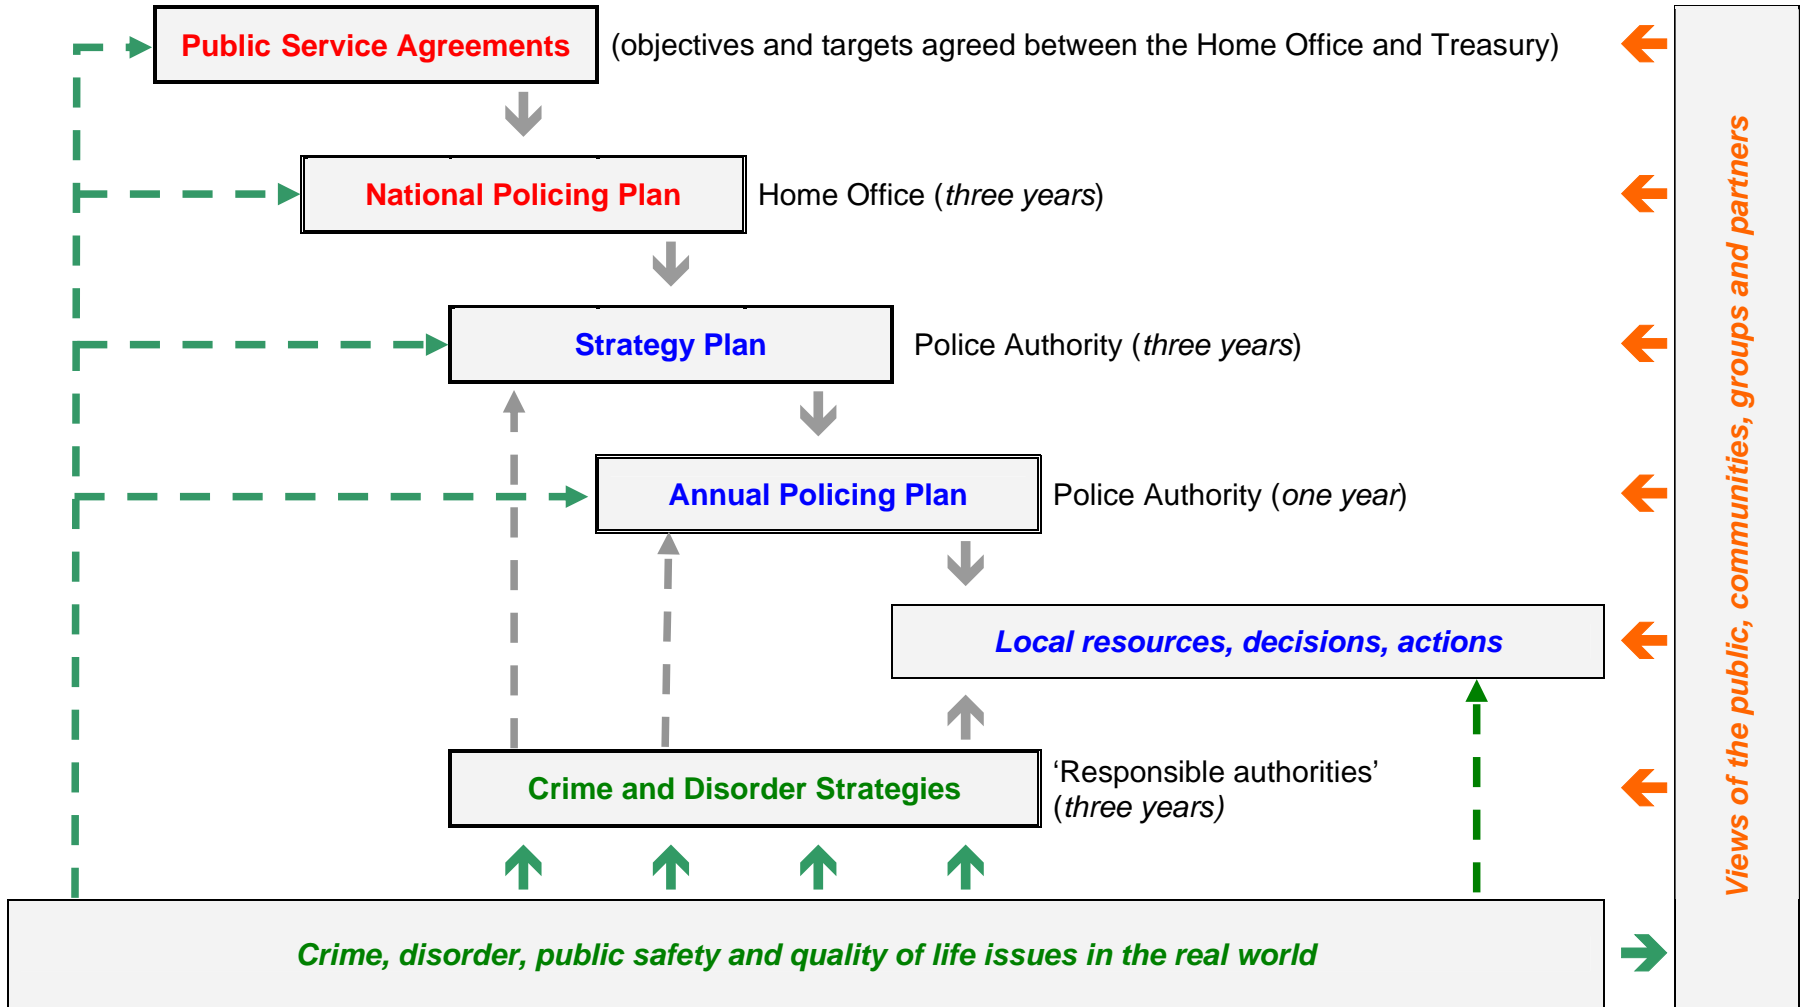 Public Service Agreements (objectives and targets agreed between the Home Office and Treasury)
National Policing Plan Home Office (three years)
Strategy Plan Police Authority (three years)
Annual Policing Plan Police Authority (one year)
Local resources, decisions, actions
Crime and Disorder Strategies
‘Responsible authorities’
(three years)
Crime, disorder, public safety and quality of life issues in the real world
Views of the public, communities, groups and partners